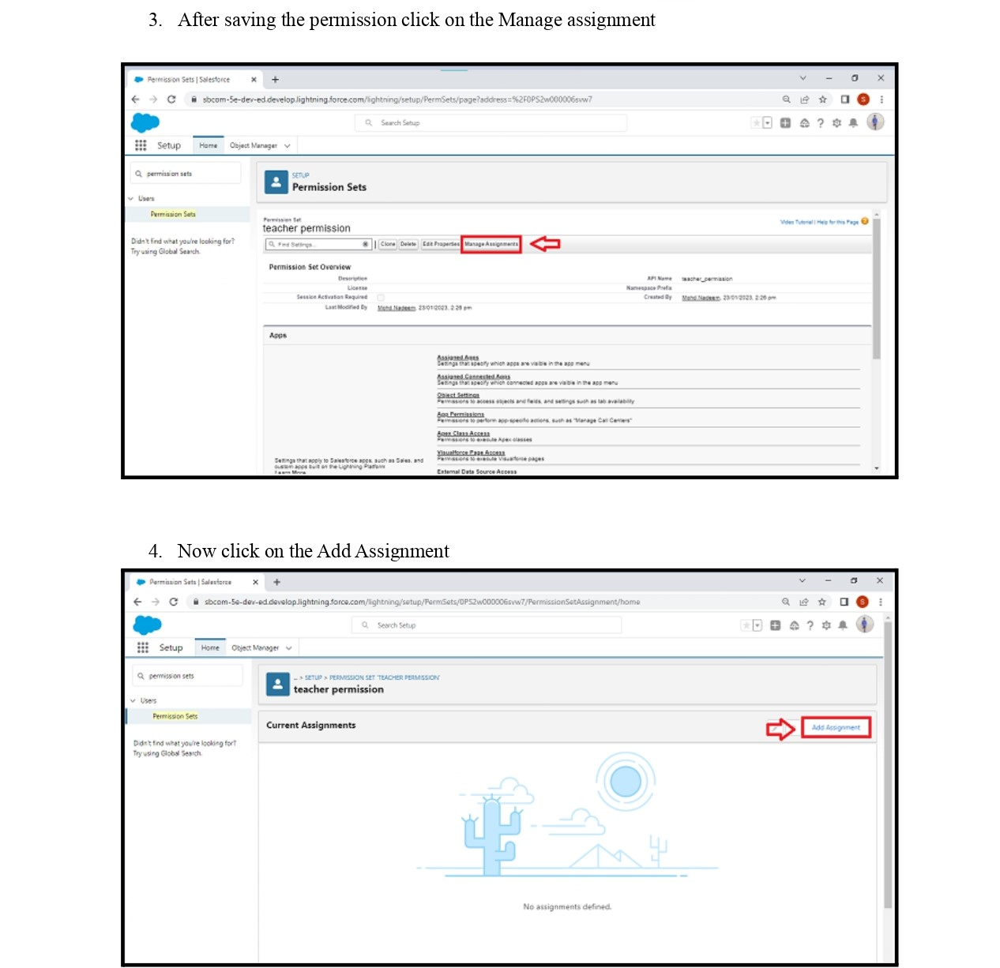 3. After saving the permission click on the Manage assignment
Permission Sets | Salesforce
sbcom-5e-dev-ed.develop.lightning.force.com/lightning/setup/PermSets/page?address=%2F0PS2w000006svw7
S
Search Setup
Setup Home Object Manager
permission sets
SETUP
Permission Sets
Users
Permission Sets
Didn't find what you're looking for?
Try using Global Search.
Permission Set
teacher permission
Video Tutorial | Help for this Page
Find Settings... | Clone Delete Edit Properties Manage Assignments
Permission Set Overview
Description API Name teacher_permission
License Namespace Prefix
Session Activation Required Created By Mohd Nadeem, 23/01/2023, 2:26 pm
Last Modified By Mohd Nadeem, 23/01/2023, 2:26 pm
Apps
Assigned Apps
Settings that specify which apps are visible in the app menu
Assigned Connected Apps
Settings that specify which connected apps are visible in the app menu
Object Settings
Permissions to access objects and fields, and settings such as tab availability
App Permissions
Permissions to perform app-specific actions, such as "Manage Call Centers"
Apex Class Access
Permissions to execute Apex classes
Visualforce Page Access
Permissions to execute Visualforce pages
External Data Source Access
Settings that apply to Salesforce apps, such as Sales, and
custom apps built on the Lightning Platform
Learn More
4. Now click on the Add Assignment
Permission Sets | Salesforce
sbcom-5e-dev-ed.develop.lightning.force.com/lightning/setup/PermSets/0PS2w000006svw7/PermissionSetAssignment/home
S
Search Setup
Setup Home Object Manager
permission sets
... > SETUP > PERMISSION SET 'TEACHER PERMISSION'
teacher permission
Users
Permission Sets
Didn't find what you're looking for?
Try using Global Search.
Current Assignments
Add Assignment
No assignments defined.